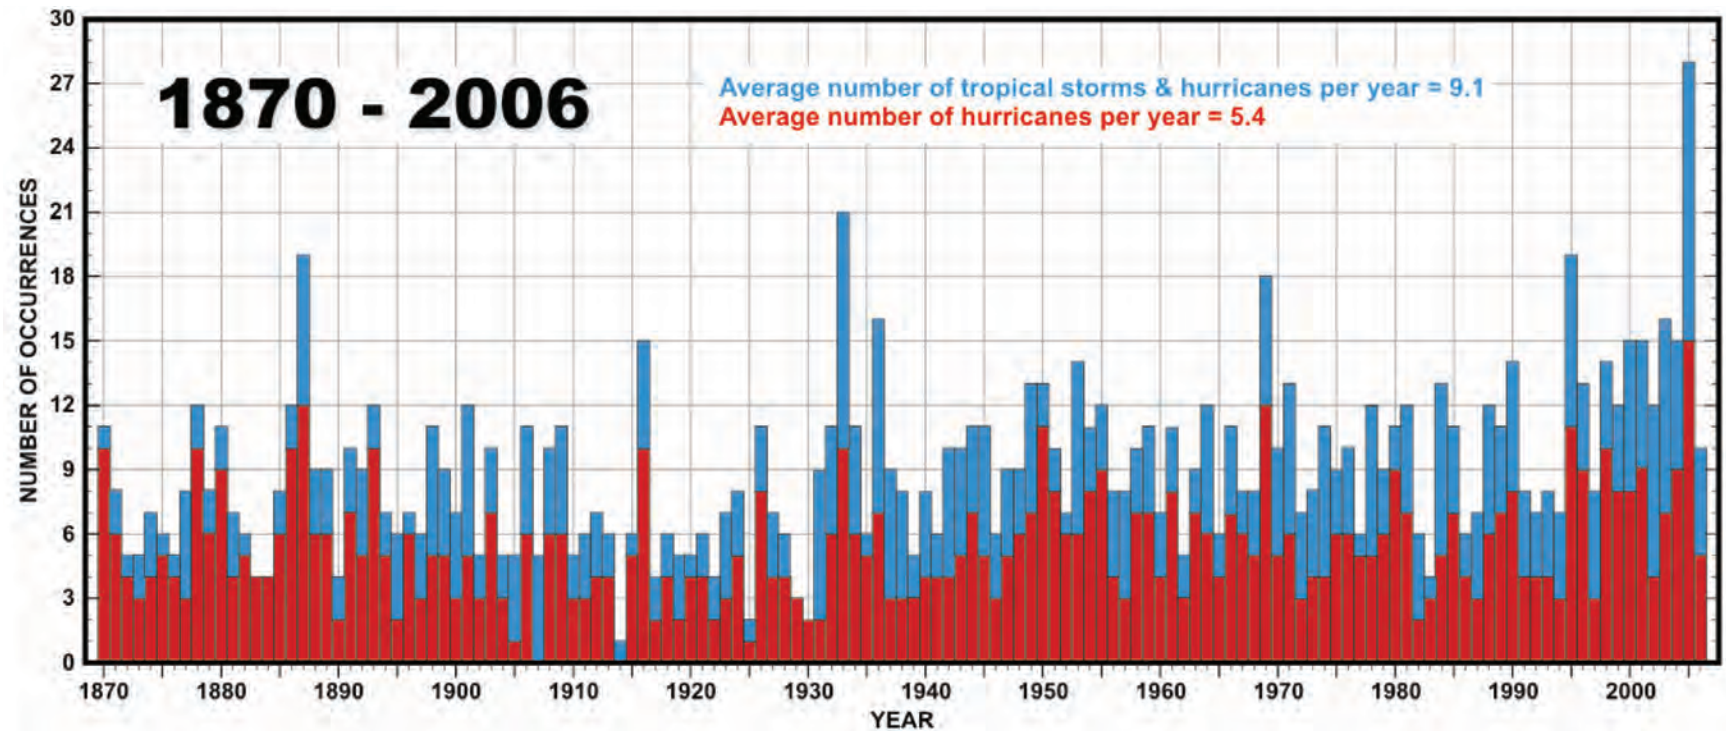 30
27
24
21
18
15
12
9
6
3
0
NUMBER OF OCCURRENCES
1870 - 2006
Average number of tropical storms & hurricanes per year = 9.1
Average number of hurricanes per year = 5.4
1870 1880 1890 1900 1910 1920 1930 1940 1950 1960 1970 1980 1990 2000
YEAR